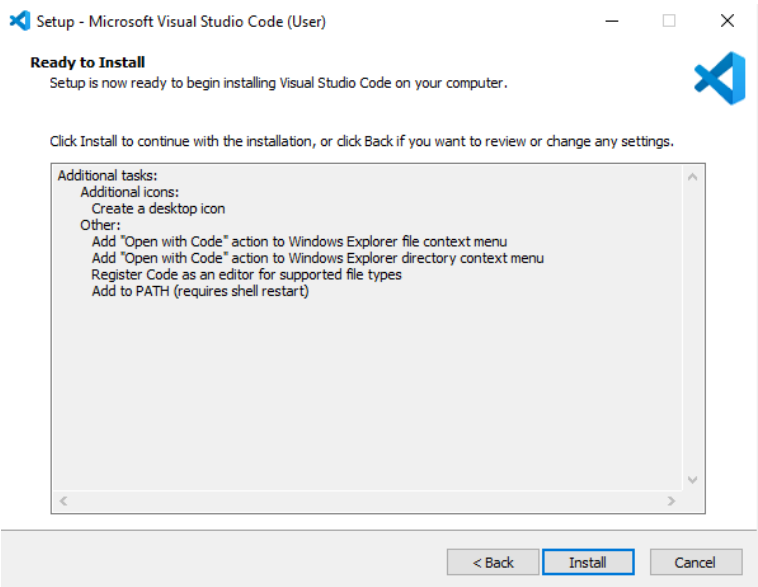 Setup - Microsoft Visual Studio Code (User)
Ready to Install
Setup is now ready to begin installing Visual Studio Code on your computer.
Click Install to continue with the installation, or click Back if you want to review or change any settings.
Additional tasks:
Additional icons:
Create a desktop icon
Other:
Add "Open with Code" action to Windows Explorer file context menu
Add "Open with Code" action to Windows Explorer directory context menu
Register Code as an editor for supported file types
Add to PATH (requires shell restart)
< Back Install Cancel